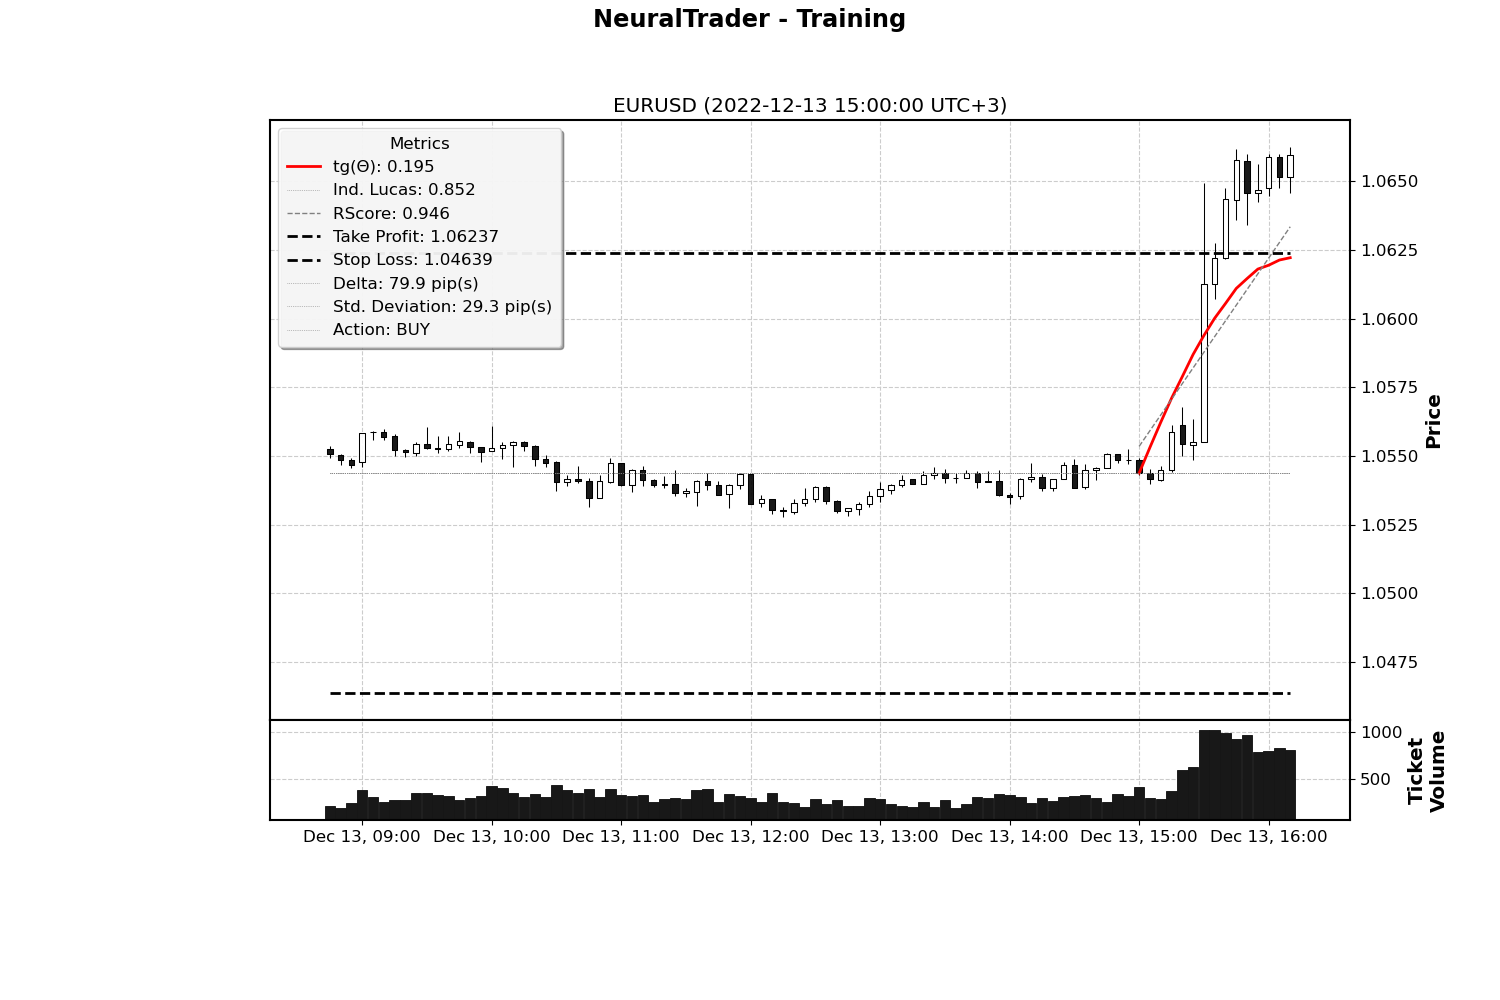 NeuralTrader - Training
EURUSD (2022-12-13 15:00:00 UTC+3)
Metrics
tg(Θ): 0.195
Ind. Lucas: 0.852
RScore: 0.946
Take Profit: 1.06237
Stop Loss: 1.04639
Delta: 79.9 pip(s)
Std. Deviation: 29.3 pip(s)
Action: BUY
1.0650
1.0625
1.0600
1.0575
1.0550
1.0525
1.0500
1.0475
Price
1000
500
Ticket
Volume
Dec 13, 09:00
Dec 13, 10:00
Dec 13, 11:00
Dec 13, 12:00
Dec 13, 13:00
Dec 13, 14:00
Dec 13, 15:00
Dec 13, 16:00